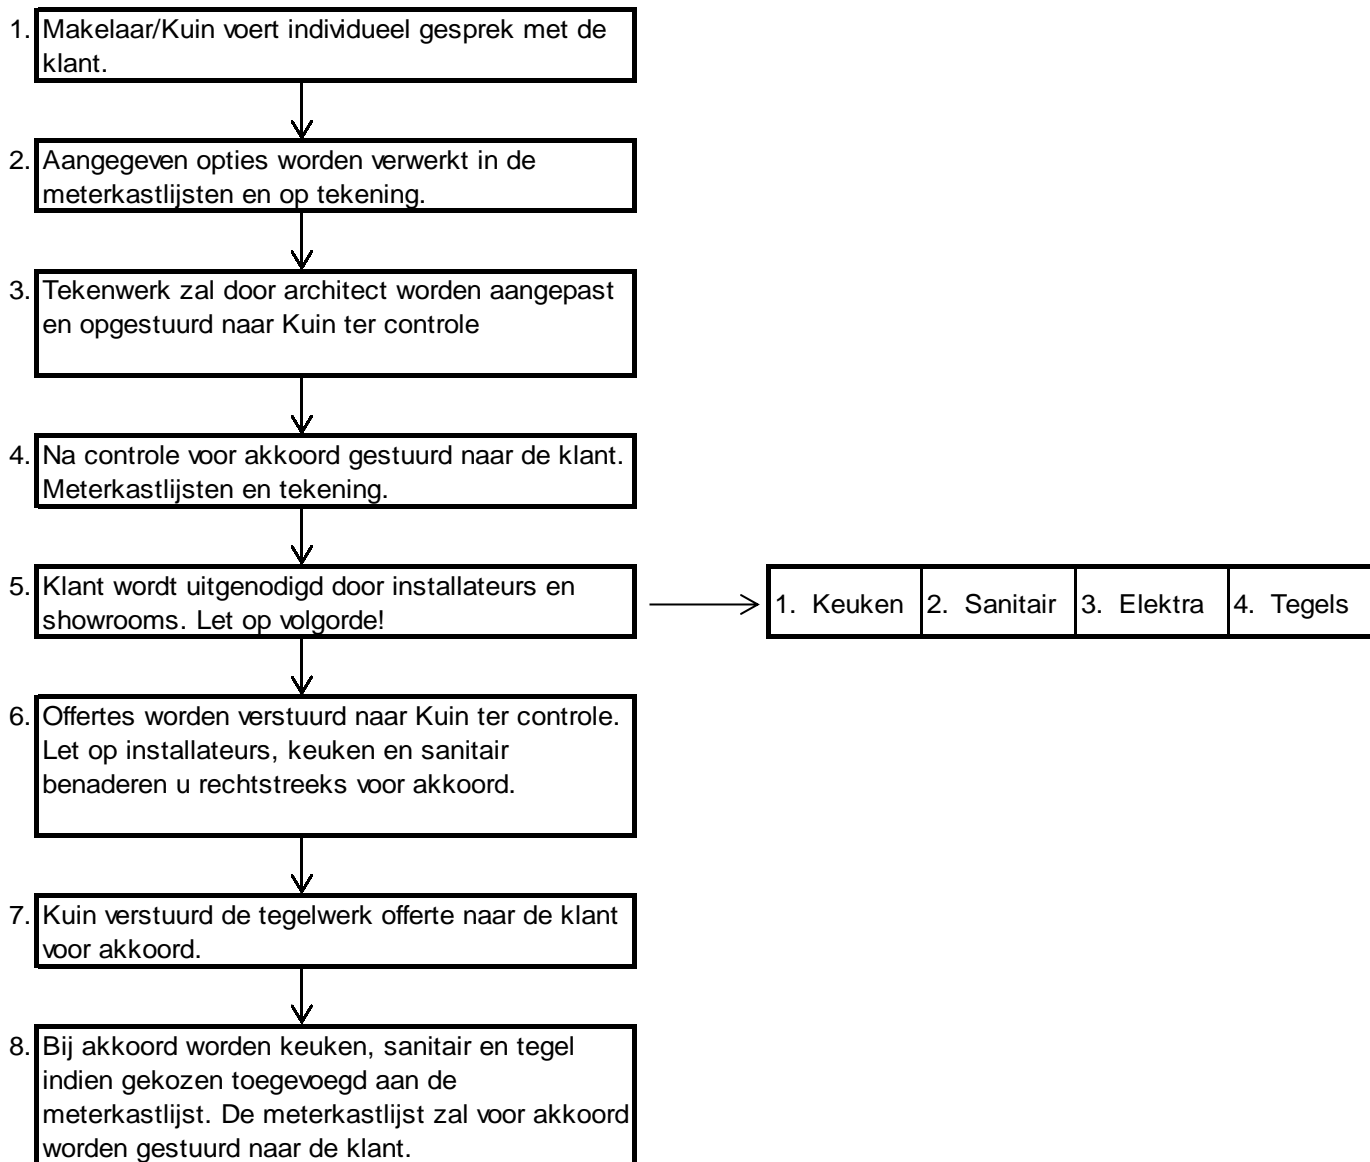 1. Makelaar/Kuin voert individueel gesprek met de
klant.
2. Aangegeven opties worden verwerkt in de
meterkastlijsten en op tekening.
3. Tekenwerk zal door architect worden aangepast
en opgestuurd naar Kuin ter controle
4. Na controle voor akkoord gestuurd naar de klant.
Meterkastlijsten en tekening.
5. Klant wordt uitgenodigd door installateurs en
showrooms. Let op volgorde!
1. Keuken 2. Sanitair 3. Elektra 4. Tegels
6. Offertes worden verstuurd naar Kuin ter controle.
Let op installateurs, keuken en sanitair
benaderen u rechtstreeks voor akkoord.
7. Kuin verstuurd de tegelwerk offerte naar de klant
voor akkoord.
8. Bij akkoord worden keuken, sanitair en tegel
indien gekozen toegevoegd aan de
meterkastlijst. De meterkastlijst zal voor akkoord
worden gestuurd naar de klant.